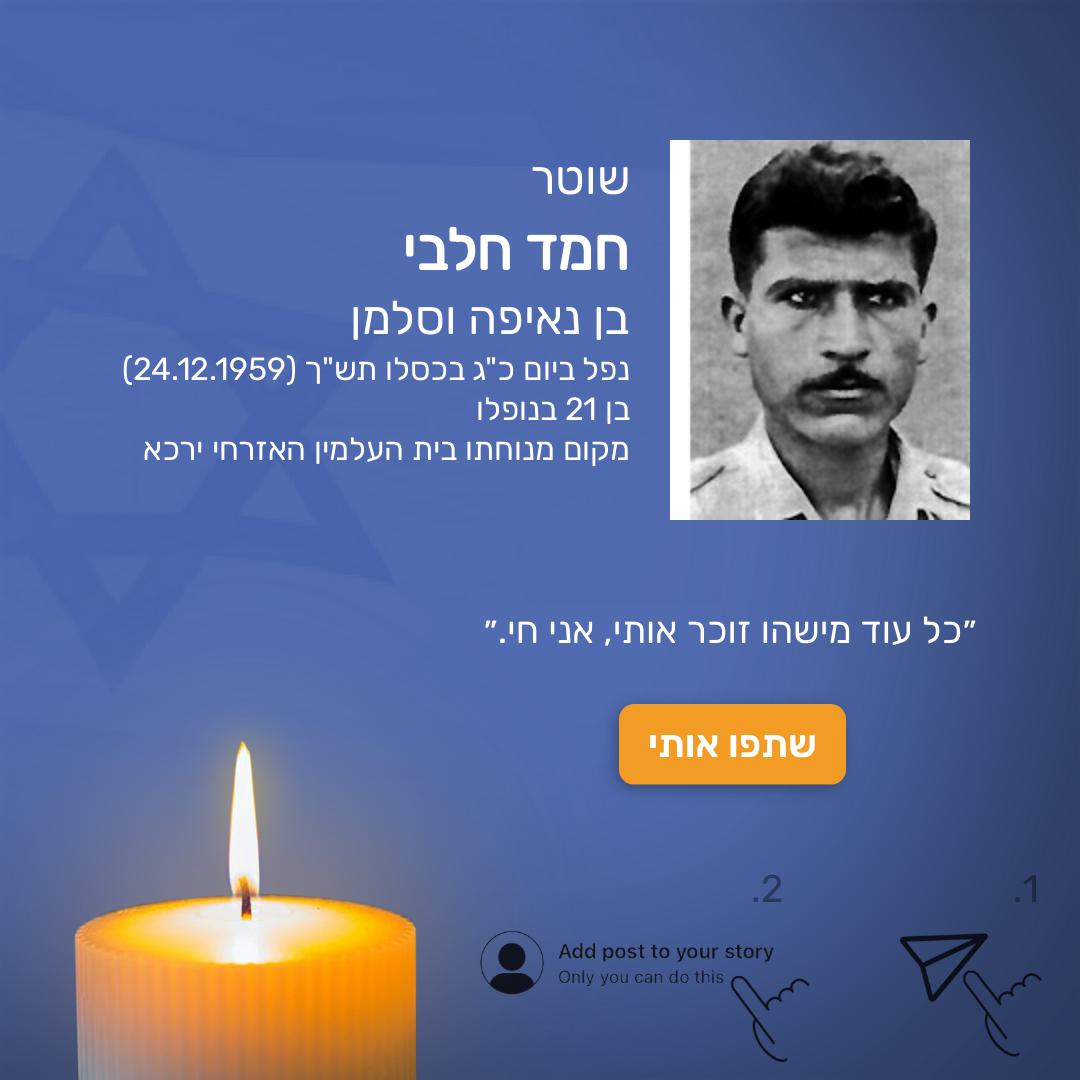 שוטר
חמד חלבי
בן נאיפה וסלמן
נפל ביום כ"ג בכסלו תש"ך (24.12.1959)
בן 21 בנופלו
מקום מנוחתו בית העלמין האזרחי ירכא
״כל עוד מישהו זוכר אותי, אני חי.״
שתפו אותי
1.
2.
Add post to your story
Only you can do this